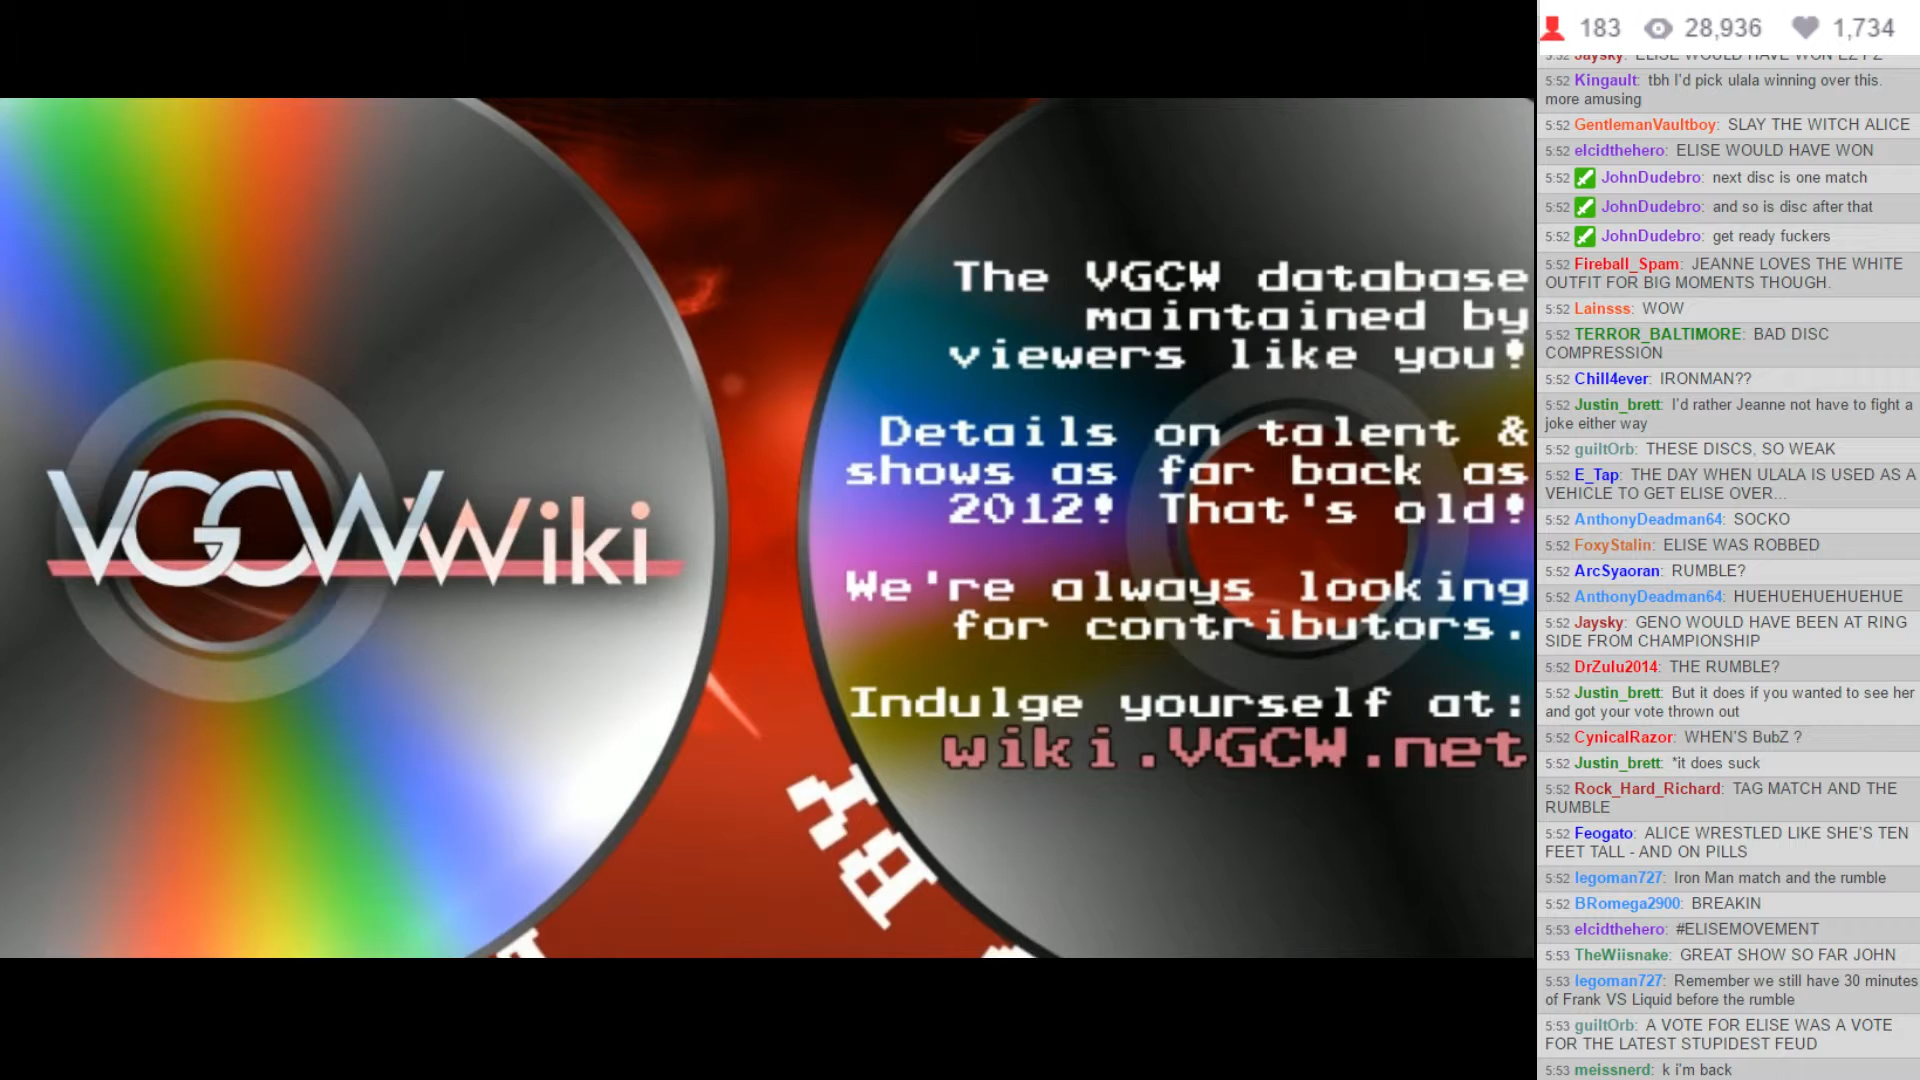 VGCWWiki
The VGCW database
maintained by
viewers like you!
Details on talent &
shows as far back as
2012! That's old!
We're always looking
for contributors.
Indulge yourself at:
wiki.VGCW.net
BY
183 28,936 1,734
5:52 Jaysky: ELISE WOULD HAVE WON EZ PZ
5:52 Kingault: tbh I'd pick ulala winning over this.
more amusing
5:52 GentlemanVaultboy: SLAY THE WITCH ALICE
5:52 elcidthehero: ELISE WOULD HAVE WON
5:52 JohnDudebro: next disc is one match
5:52 JohnDudebro: and so is disc after that
5:52 JohnDudebro: get ready fuckers
5:52 Fireball_Spam: JEANNE LOVES THE WHITE
OUTFIT FOR BIG MOMENTS THOUGH.
5:52 Lainsss: WOW
5:52 TERROR_BALTIMORE: BAD DISC
COMPRESSION
5:52 Chill4ever: IRONMAN??
5:52 Justin_brett: I'd rather Jeanne not have to fight a
joke either way
5:52 guiltOrb: THESE DISCS, SO WEAK
5:52 E_Tap: THE DAY WHEN ULALA IS USED AS A
VEHICLE TO GET ELISE OVER...
5:52 AnthonyDeadman64: SOCKO
5:52 FoxyStalin: ELISE WAS ROBBED
5:52 ArcSyaoran: RUMBLE?
5:52 AnthonyDeadman64: HUEHUEHUEHUEHUE
5:52 Jaysky: GENO WOULD HAVE BEEN AT RING
SIDE FROM CHAMPIONSHIP
5:52 DrZulu2014: THE RUMBLE?
5:52 Justin_brett: But it does if you wanted to see her
and got your vote thrown out
5:52 CynicalRazor: WHEN'S BubZ ?
5:52 Justin_brett: *it does suck
5:52 Rock_Hard_Richard: TAG MATCH AND THE
RUMBLE
5:52 Feogato: ALICE WRESTLED LIKE SHE'S TEN
FEET TALL - AND ON PILLS
5:52 legoman727: Iron Man match and the rumble
5:52 BRomega2900: BREAKIN
5:53 elcidthehero: #ELISEMOVEMENT
5:53 TheWiisnake: GREAT SHOW SO FAR JOHN
5:53 legoman727: Remember we still have 30 minutes
of Frank VS Liquid before the rumble
5:53 guiltOrb: A VOTE FOR ELISE WAS A VOTE
FOR THE LATEST STUPIDEST FEUD
5:53 meissnerd: k i'm back